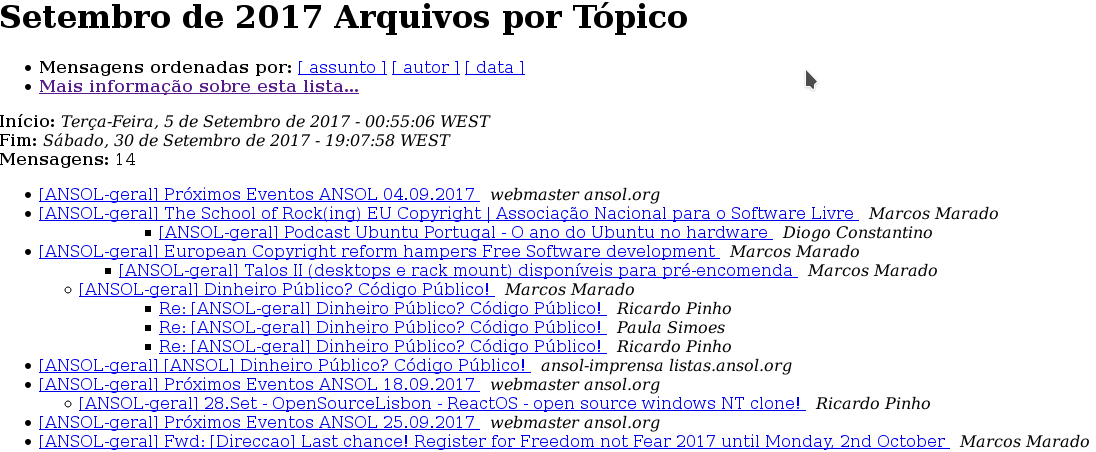 Setembro de 2017 Arquivos por Tópico
Mensagens ordenadas por: [ assunto ] [ autor ] [ data ]
Mais informação sobre esta lista...
Início: Terça-Feira, 5 de Setembro de 2017 - 00:55:06 WEST
Fim: Sábado, 30 de Setembro de 2017 - 19:07:58 WEST
Mensagens: 14
[ANSOL-geral] Próximos Eventos ANSOL 04.09.2017 webmaster ansol.org
[ANSOL-geral] The School of Rock(ing) EU Copyright | Associação Nacional para o Software Livre Marcos Marado
[ANSOL-geral] Podcast Ubuntu Portugal - O ano do Ubuntu no hardware Diogo Constantino
[ANSOL-geral] European Copyright reform hampers Free Software development Marcos Marado
[ANSOL-geral] Talos II (desktops e rack mount) disponíveis para pré-encomenda Marcos Marado
[ANSOL-geral] Dinheiro Público? Código Público! Marcos Marado
Re: [ANSOL-geral] Dinheiro Público? Código Público! Ricardo Pinho
Re: [ANSOL-geral] Dinheiro Público? Código Público! Paula Simoes
Re: [ANSOL-geral] Dinheiro Público? Código Público! Ricardo Pinho
[ANSOL-geral] [ANSOL] Dinheiro Público? Código Público! ansol-imprensa listas.ansol.org
[ANSOL-geral] Próximos Eventos ANSOL 18.09.2017 webmaster ansol.org
[ANSOL-geral] 28.Set - OpenSourceLisbon - ReactOS - open source windows NT clone! Ricardo Pinho
[ANSOL-geral] Próximos Eventos ANSOL 25.09.2017 webmaster ansol.org
[ANSOL-geral] Fwd: [Direccao] Last chance! Register for Freedom not Fear 2017 until Monday, 2nd October Marcos Marado